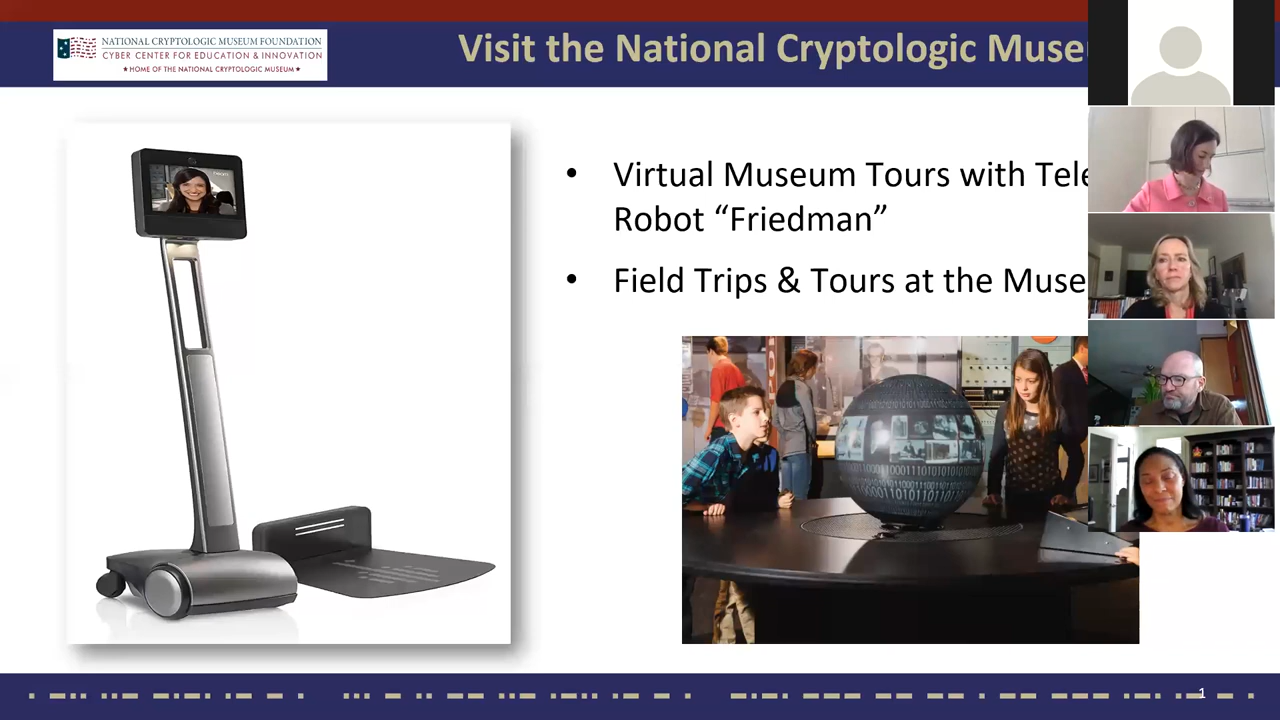 NATIONAL CRYPTOLOGIC MUSEUM FOUNDATION
CYBER CENTER FOR EDUCATION & INNOVATION
★HOME OF THE NATIONAL CRYPTOLOGIC MUSEUM★
Visit the National Cryptologic Muse
• Virtual Museum Tours with Tele
Robot “Friedman”
• Field Trips & Tours at the Muse
1